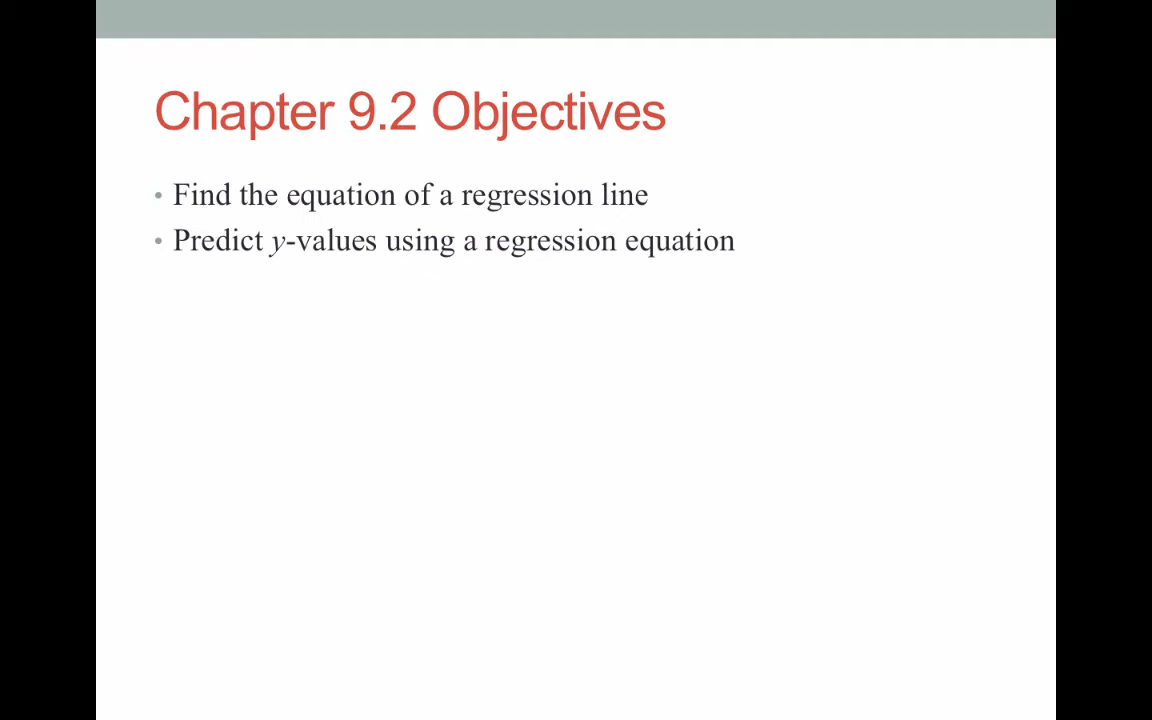 Chapter 9.2 Objectives
• Find the equation of a regression line
• Predict y-values using a regression equation